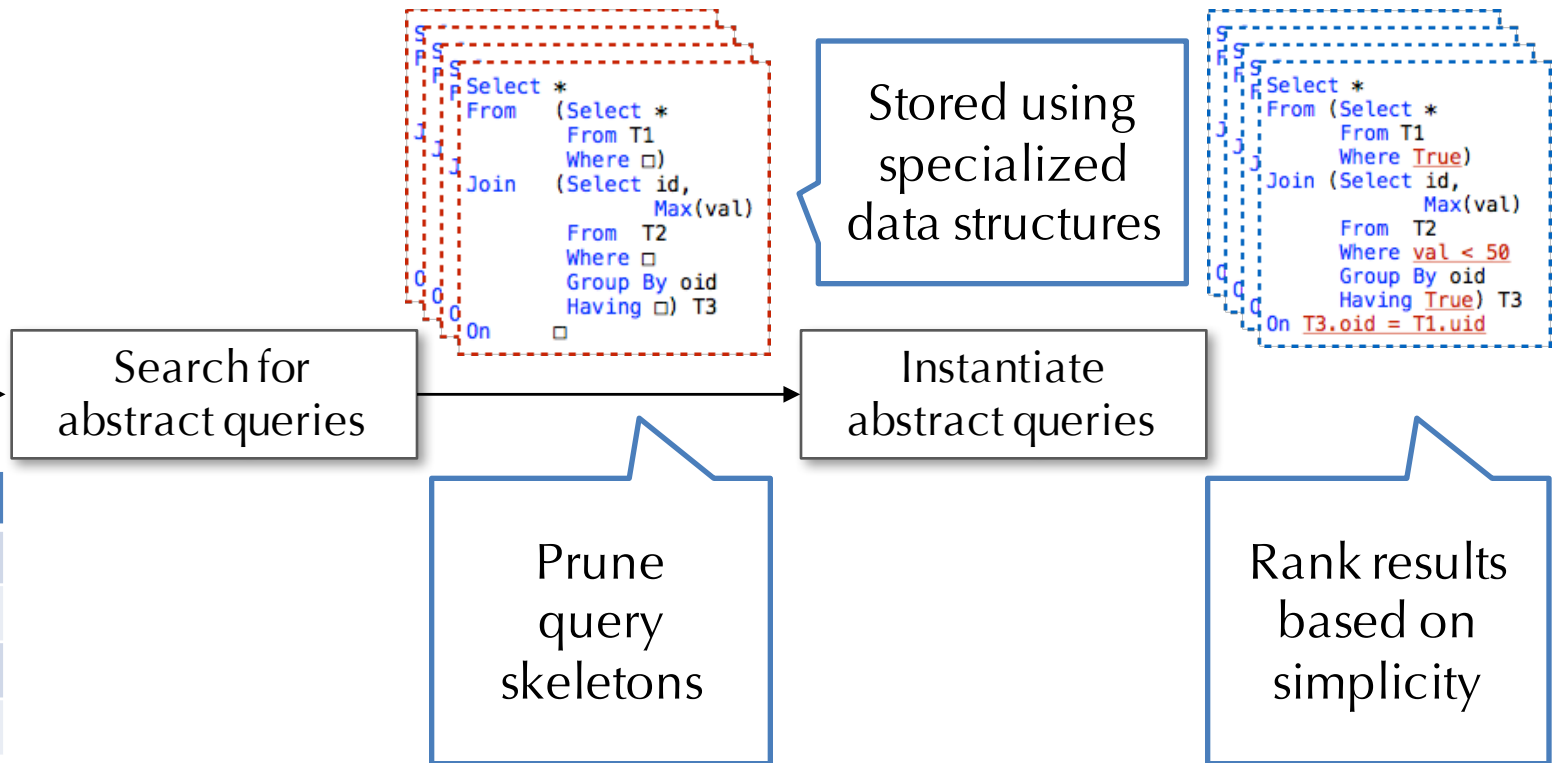 Select *
From (Select *
From T1
Where □)
Join (Select id,
Max(val)
From T2
Where □
Group By oid
Having □) T3
On □
Stored using
specialized
data structures
Select *
From (Select *
From T1
Where True)
Join (Select id,
Max(val)
From T2
Where val < 50
Group By oid
Having True) T3
On T3.oid = T1.uid
Search for
abstract queries
Instantiate
abstract queries
Prune
query
skeletons
Rank results
based on
simplicity